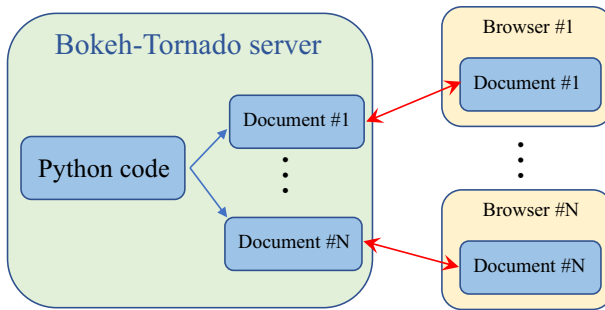 Bokeh-Tornado server
Python code
Document #1
Document #N
Browser #1
Document #1
Browser #N
Document #N